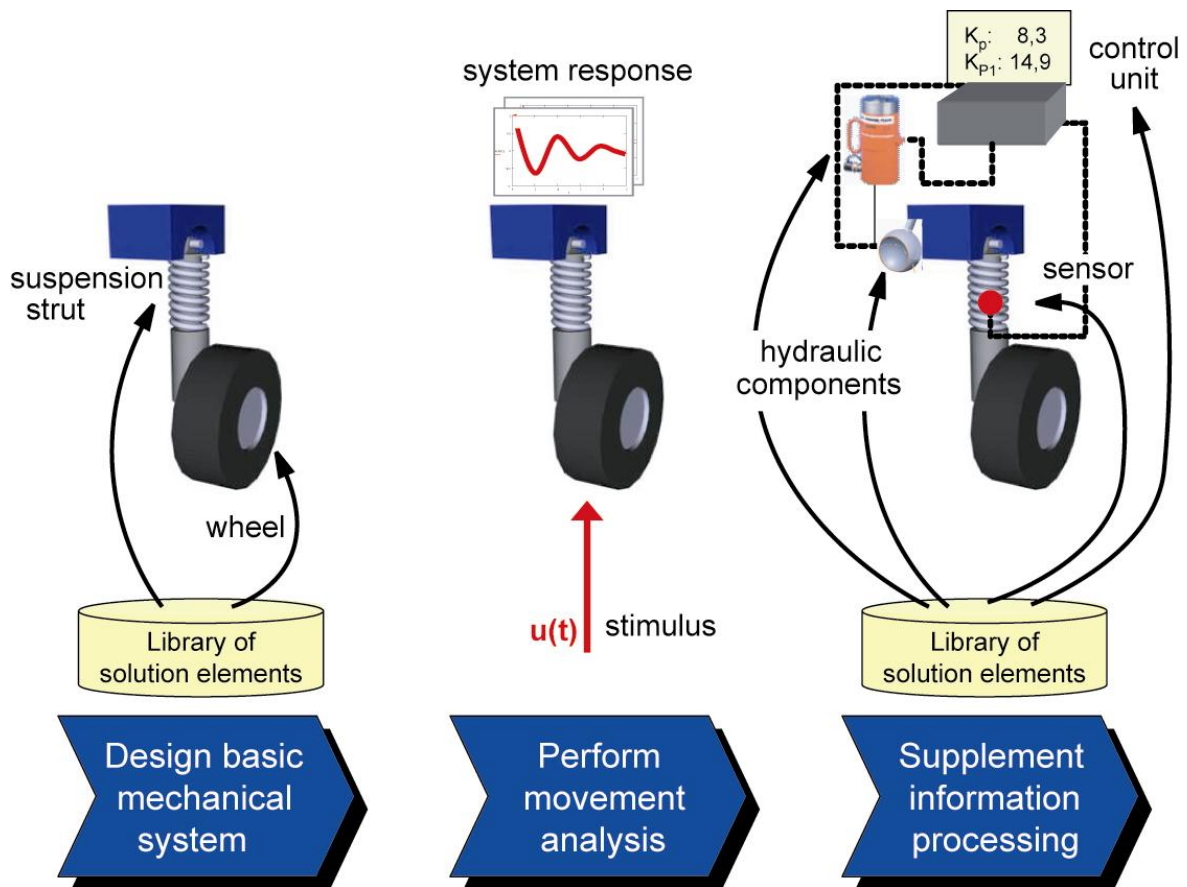 suspension
strut
wheel
Library of
solution elements
Design basic
mechanical
system
system response
u(t)
stimulus
Perform
movement
analysis
Kp: 8,3
KP1: 14,9
control
unit
sensor
hydraulic
components
Library of
solution elements
Supplement
information
processing